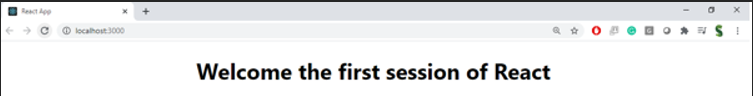 React App
localhost:3000
Welcome the first session of React